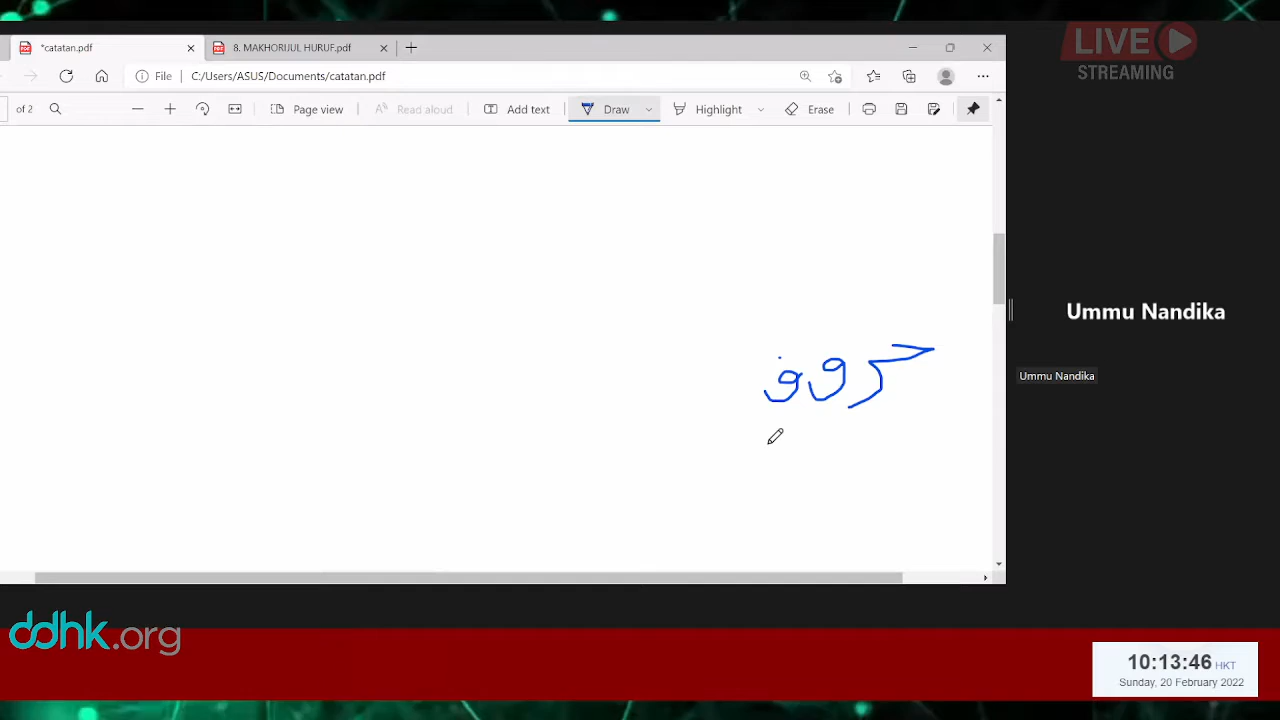 LIVE
STREAMING
*catatan.pdf
8. MAKHORIJUL HURUF.pdf
File
C:/Users/ASUS/Documents/catatan.pdf
of 2
Page view
Read aloud
Add text
Draw
Highlight
Erase
Ummu Nandika
Ummu Nandika
ddhk.org
10:13:46 HKT
Sunday, 20 February 2022